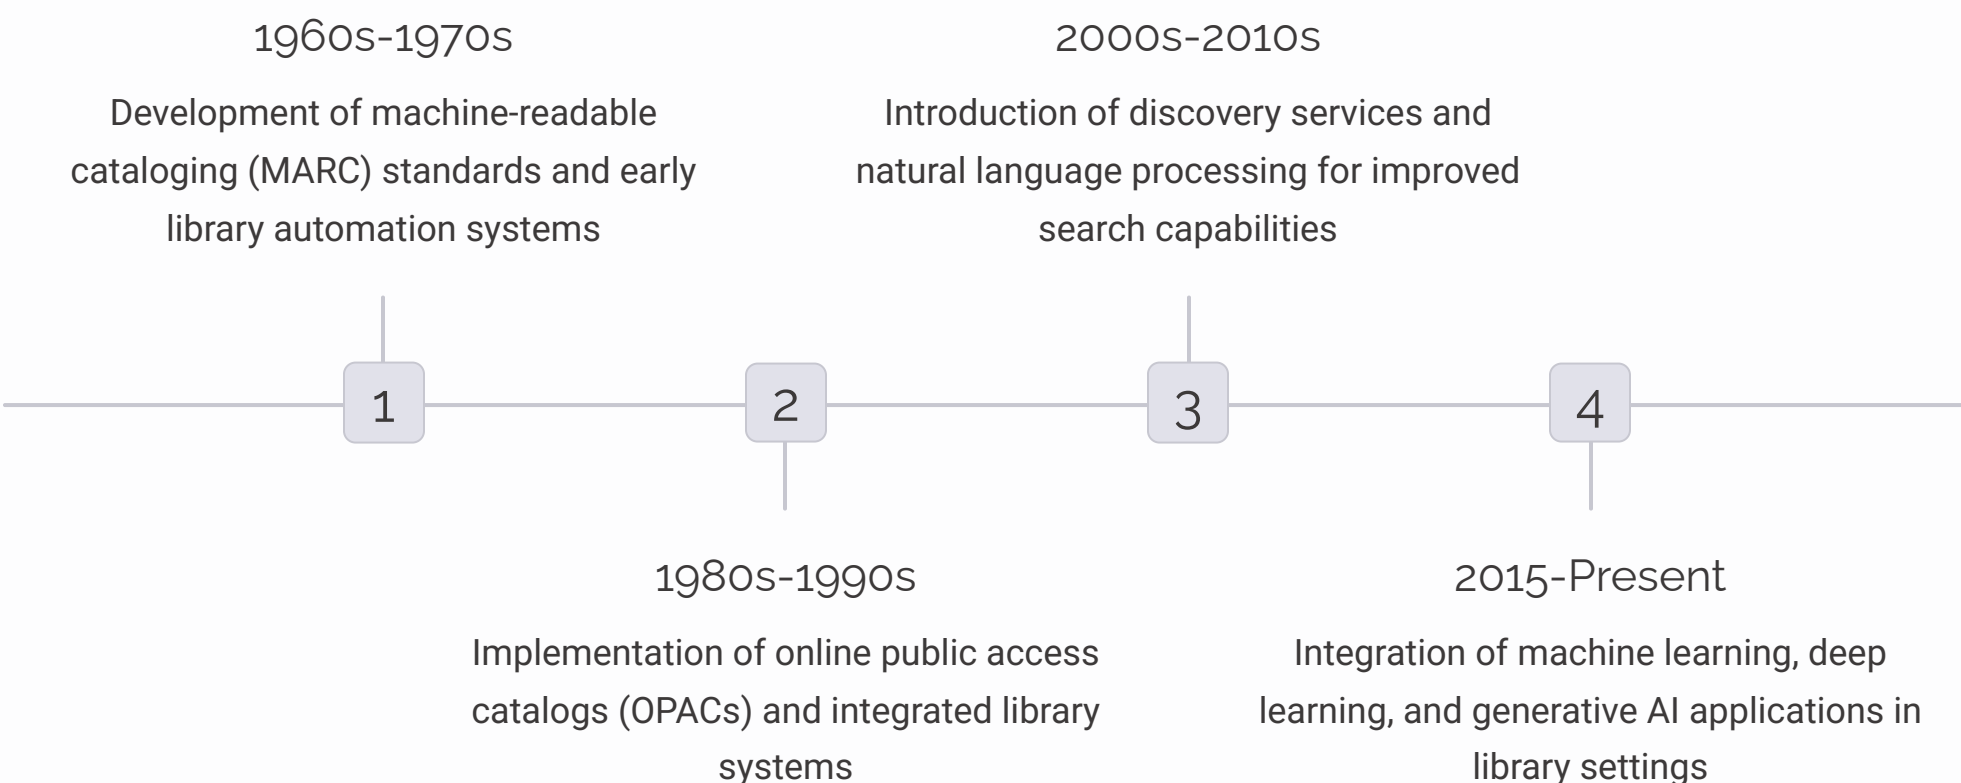 1960s-1970s
Development of machine-readable
cataloging (MARC) standards and early
library automation systems
2000s-2010s
Introduction of discovery services and
natural language processing for improved
search capabilities
1
2
3
4
1980s-1990s
Implementation of online public access
catalogs (OPACs) and integrated library
systems
2015-Present
Integration of machine learning, deep
learning, and generative AI applications in
library settings